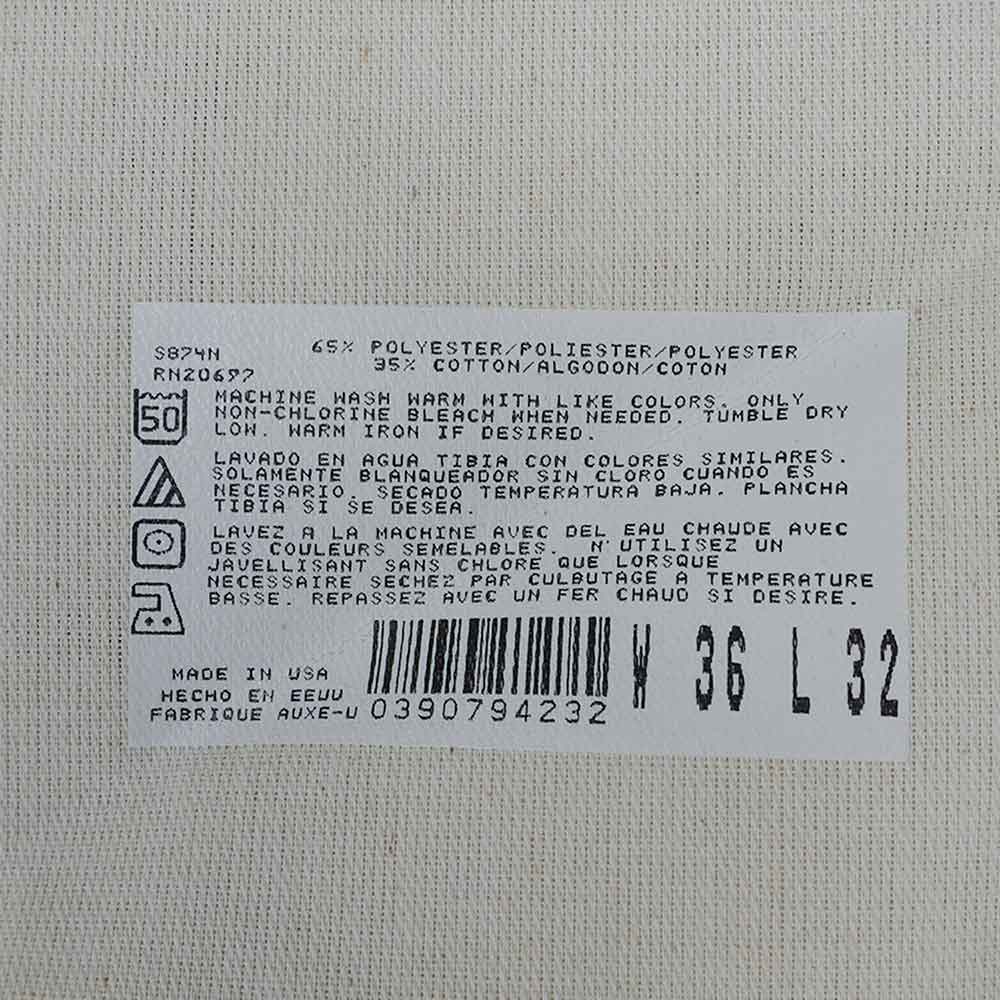 S874N
RN20697
65% POLYESTER/POLIESTER/POLYESTER
35% COTTON/ALGODON/COTON
50
MACHINE WASH WARM WITH LIKE COLORS. ONLY
NON-CHLORINE BLEACH WHEN NEEDED. TUMBLE DRY
LOW. WARM IRON IF DESIRED.
LAVADO EN AGUA TIBIA CON COLORES SIMILARES.
SOLAMENTE BLANQUEADOR SIN CLORO CUANDO ES
NECESARIO. SECADO TEMPERATURA BAJA. PLANCHA
TIBIA SI SE DESEA.
LAVEZ A LA MACHINE AVEC DEL EAU CHAUDE AVEC
DES COULEURS SEMELABLES. N'UTILISEZ UN
JAVELLISANT SANS CHLORE QUE LORSQUE
NECESSAIRE SECHEZ PAR CULBUTAGE A TEMPERATURE
BASSE. REPASSEZ AVEC UN FER CHAUD SI DESIRE.
MADE IN USA
HECHO EN EEUU
FABRIQUE AUXE-U
0390794232
W 36 L 32